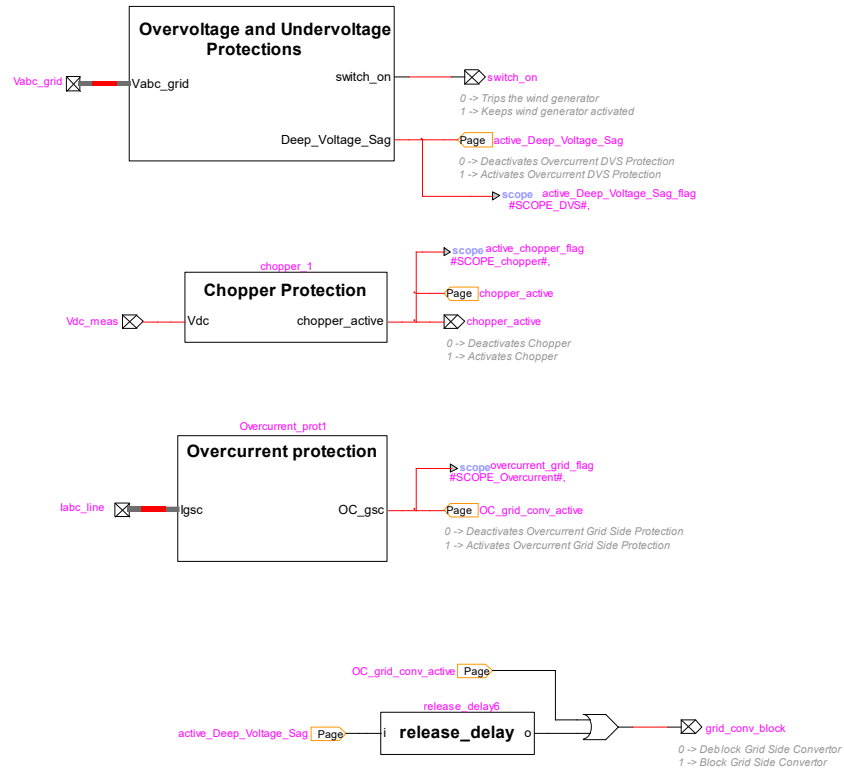 Overvoltage and Undervoltage
Protections
Vabc_grid
Vabc_grid
switch_on
switch_on
0 -> Trips the wind generator
1 -> Keeps wind generator activated
Deep_Voltage_Sag
Page
active_Deep_Voltage_Sag
0 -> Deactivates Overcurrent DVS Protection
1 -> Activates Overcurrent DVS Protection
scope active_Deep_Voltage_Sag_flag
#SCOPE_DVS#,
chopper_1
Chopper Protection
Vdc_meas
Vdc
chopper_active
scope active_chopper_flag
#SCOPE_chopper#,
Page
chopper_active
chopper_active
0 -> Deactivates Chopper
1 -> Activates Chopper
Overcurrent_prot1
Overcurrent protection
Iabc_line
Igsc
OC_gsc
scope overcurrent_grid_flag
#SCOPE_Overcurrent#,
Page
OC_grid_conv_active
0 -> Deactivates Overcurrent Grid Side Protection
1 -> Activates Overcurrent Grid Side Protection
OC_grid_conv_active
Page
release_delay6
active_Deep_Voltage_Sag
Page
i
release_delay
o
grid_conv_block
0 -> Deblock Grid Side Convertor
1 -> Block Grid Side Convertor